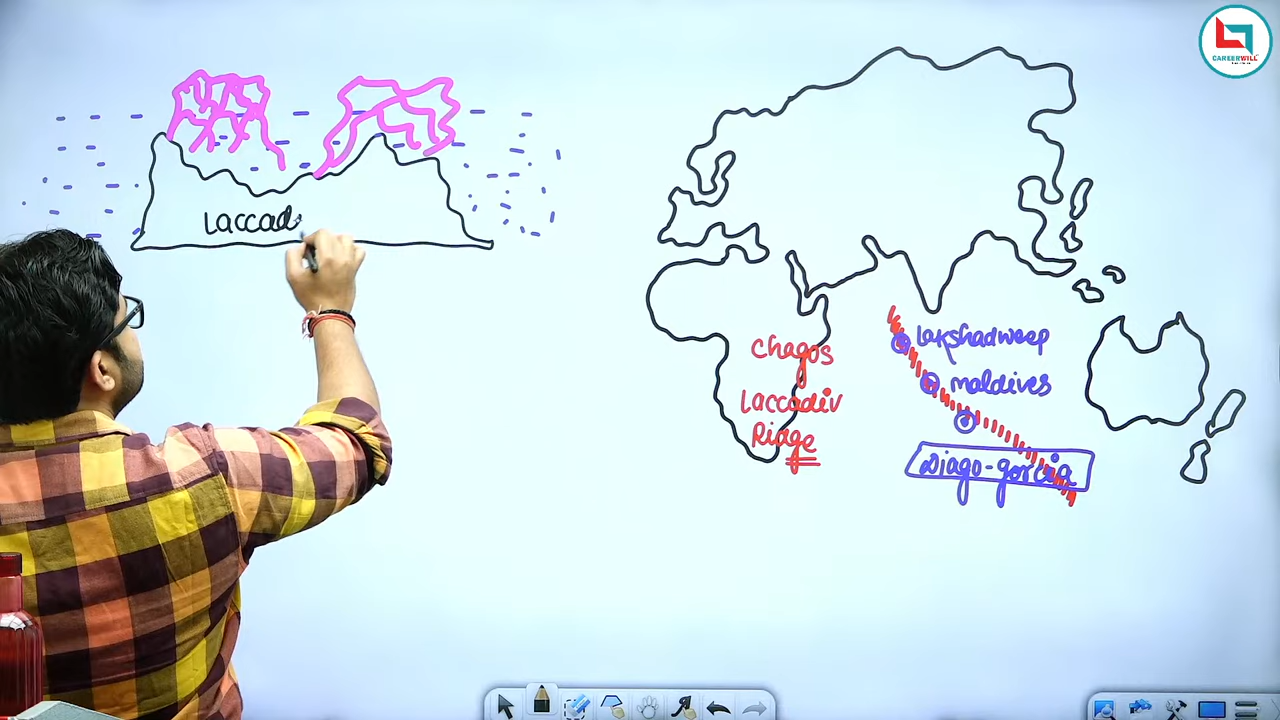 CAREERWILL
Laccad
Chagos
Laccadiv
Ridge
Lakshadweep
maldives
Diago-gorcia